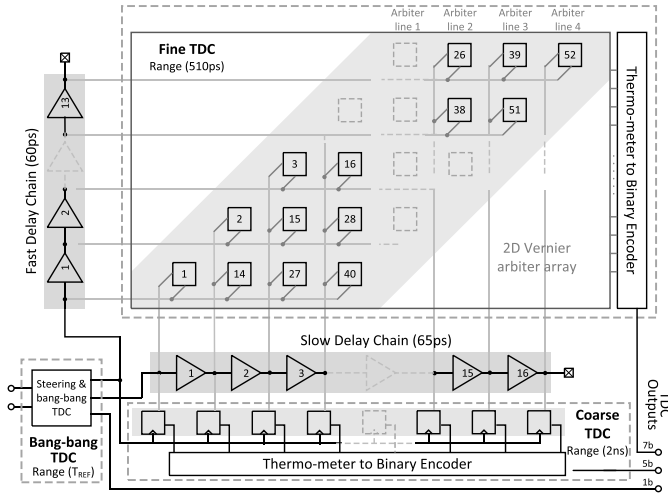 Arbiter line 1
Arbiter line 2
Arbiter line 3
Arbiter line 4
Fine TDC
Range (510ps)
26
39
52
38
51
3
16
2
15
28
1
14
27
40
2D Vernier
arbiter array
Thermo-meter to Binary Encoder
Fast Delay Chain (60ps)
13
2
1
Slow Delay Chain (65ps)
1
2
3
15
16
Steering &
bang-bang
TDC
Bang-bang
TDC
Range (TREF)
Coarse
TDC
Range (2ns)
Thermo-meter to Binary Encoder
TDC
Outputs
7b
5b
1b